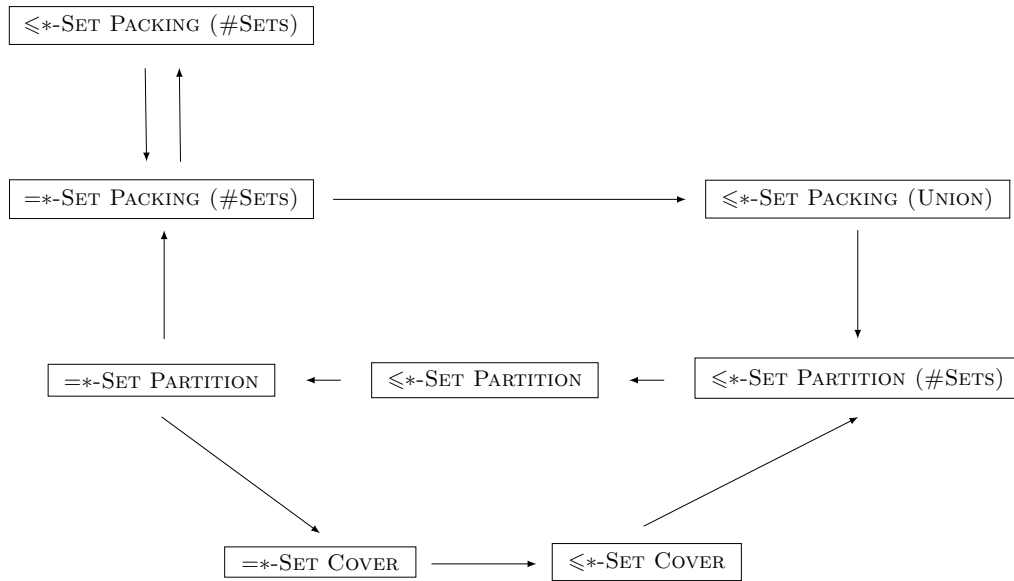 ⩽∗-Set Packing (#Sets)
=∗-Set Packing (#Sets)
⩽∗-Set Packing (Union)
=∗-Set Partition
⩽∗-Set Partition
⩽∗-Set Partition (#Sets)
=∗-Set Cover
⩽∗-Set Cover